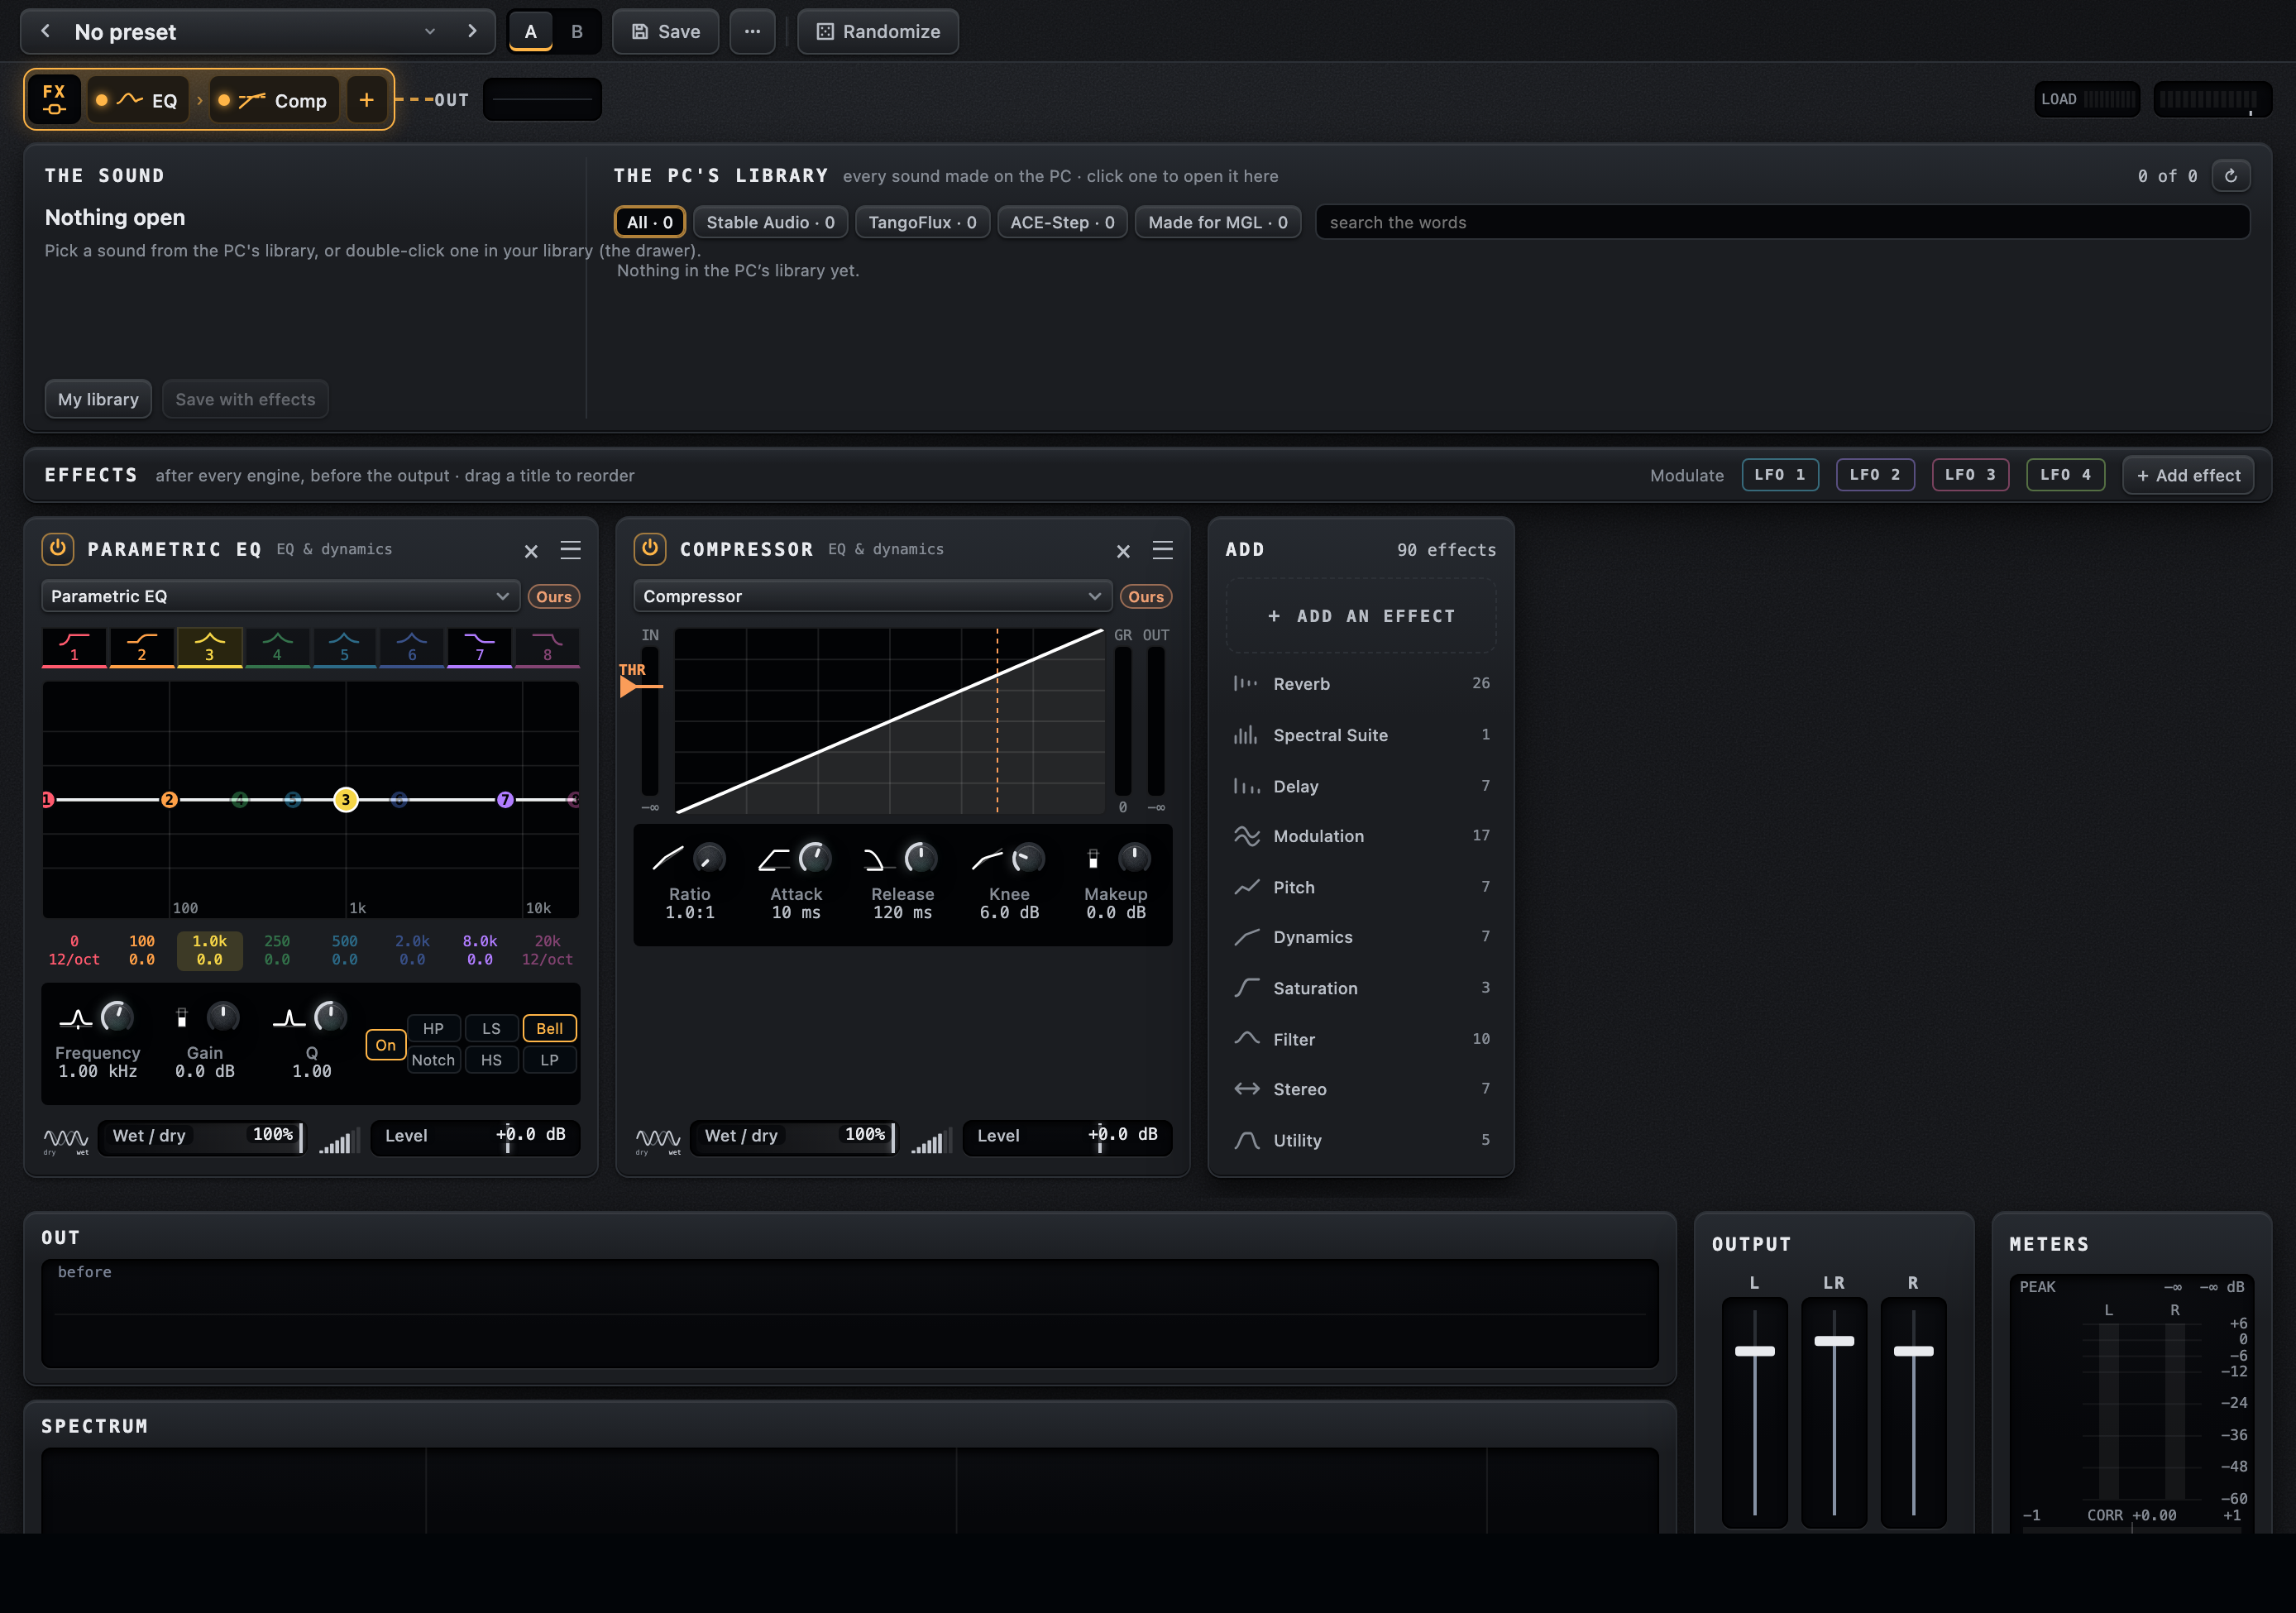 No preset
A B
Save
Randomize
FX
EQ
Comp
+
OUT
LOAD
THE SOUND
Nothing open
Pick a sound from the PC's library, or double-click one in your library (the drawer).
My library
Save with effects
THE PC'S LIBRARY every sound made on the PC · click one to open it here
0 of 0
All · 0
Stable Audio · 0
TangoFlux · 0
ACE-Step · 0
Made for MGL · 0
search the words
Nothing in the PC’s library yet.
EFFECTS after every engine, before the output · drag a title to reorder
Modulate
LFO 1
LFO 2
LFO 3
LFO 4
+ Add effect
PARAMETRIC EQ EQ & dynamics
Parametric EQ
Ours
1 2 3 4 5 6 7 8
1 2 4 5 3 6 7
100 1k 10k
0 100 1.0k 250 500 2.0k 8.0k 20k
12/oct 0.0 0.0 0.0 0.0 0.0 0.0 12/oct
Frequency
1.00 kHz
Gain
0.0 dB
Q
1.00
On
HP LS Bell
Notch HS LP
dry wet
Wet / dry 100%
Level +0.0 dB
COMPRESSOR EQ & dynamics
Compressor
Ours
IN
THR
−∞
GR OUT
0 −∞
Ratio
1.0:1
Attack
10 ms
Release
120 ms
Knee
6.0 dB
Makeup
0.0 dB
dry wet
Wet / dry 100%
Level +0.0 dB
ADD 90 effects
+ ADD AN EFFECT
Reverb 26
Spectral Suite 1
Delay 7
Modulation 17
Pitch 7
Dynamics 7
Saturation 3
Filter 10
Stereo 7
Utility 5
OUT
before
SPECTRUM
OUTPUT
L LR R
METERS
PEAK −∞ −∞ dB
L R
+6
0
−6
−12
−24
−36
−48
−60
−1 CORR +0.00 +1